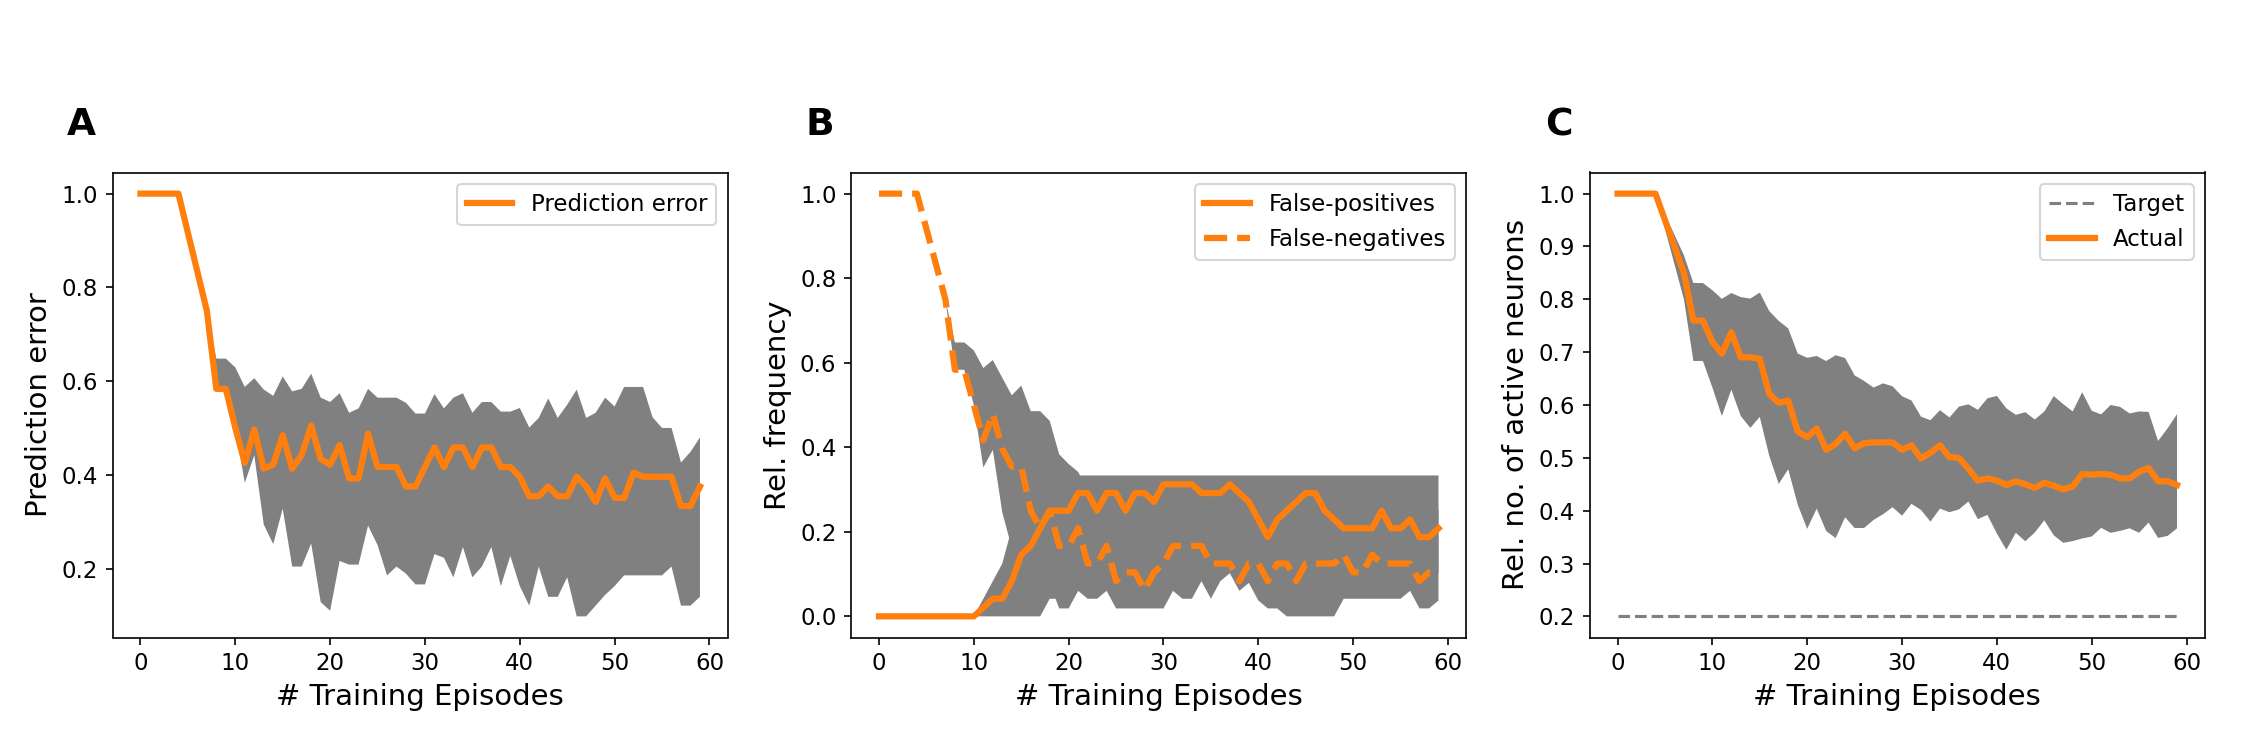 A
B
C
1.0
0.8
0.6
0.4
0.2
0
10
20
30
40
50
60
Prediction error
# Training Episodes
Prediction error
1.0
0.8
0.6
0.4
0.2
0.0
0
10
20
30
40
50
60
Rel. frequency
# Training Episodes
False-positives
False-negatives
1.0
0.9
0.8
0.7
0.6
0.5
0.4
0.3
0.2
0
10
20
30
40
50
60
Rel. no. of active neurons
# Training Episodes
Target
Actual